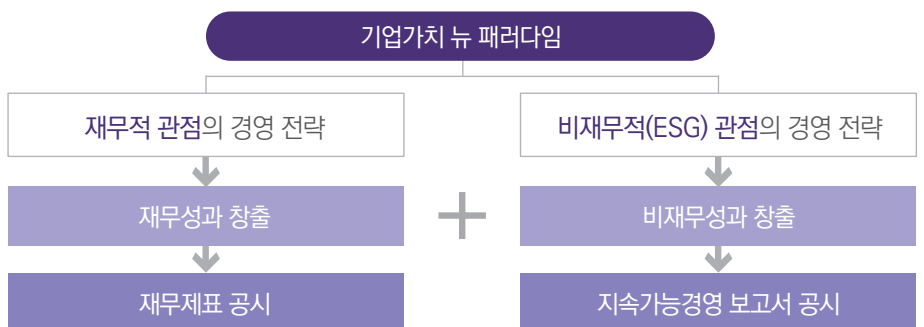 기업가치 뉴 패러다임
재무적 관점의 경영 전략
비재무적(ESG) 관점의 경영 전략
재무성과 창출
비재무성과 창출
재무제표 공시
지속가능경영 보고서 공시